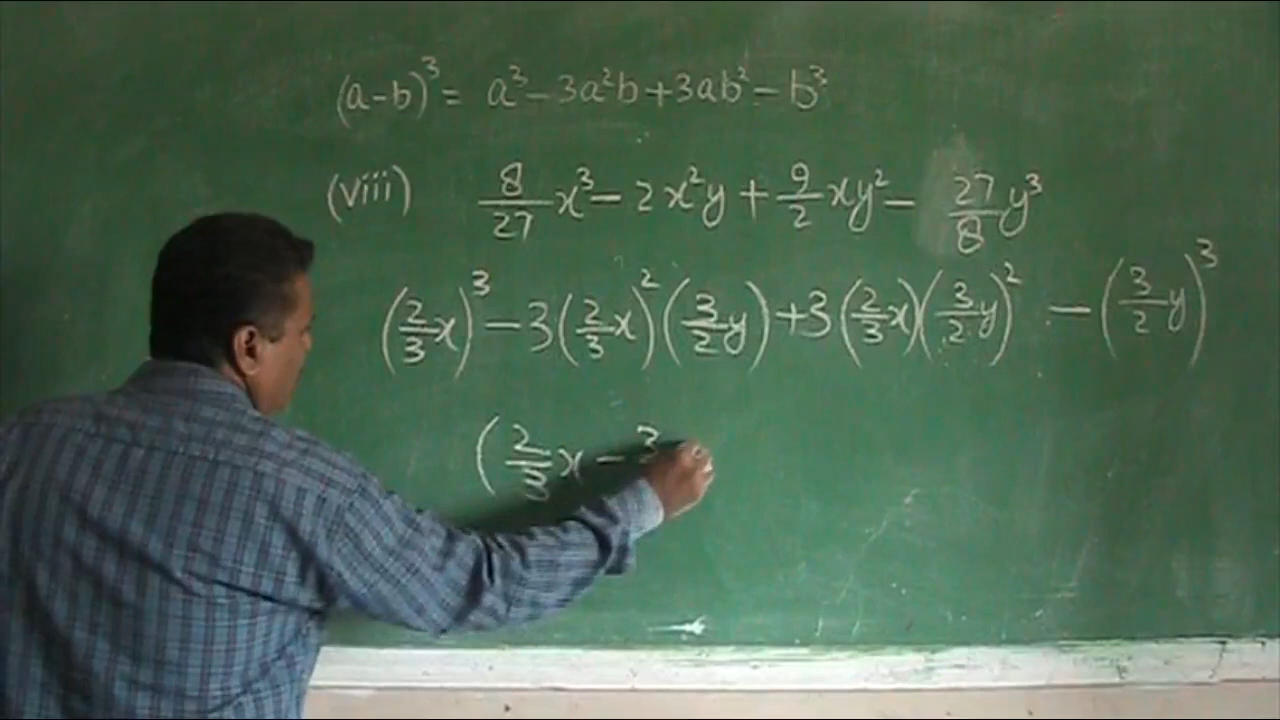 (a-b)³ = a³-3a²b+3ab²-b³
(viii) 8/27 x³ - 2x²y + 9/2 xy² - 27/8 y³
(2/3 x)³ - 3(2/3 x)²(3/2 y) + 3(2/3 x)(3/2 y)² - (3/2 y)³
(2/3 x - 3